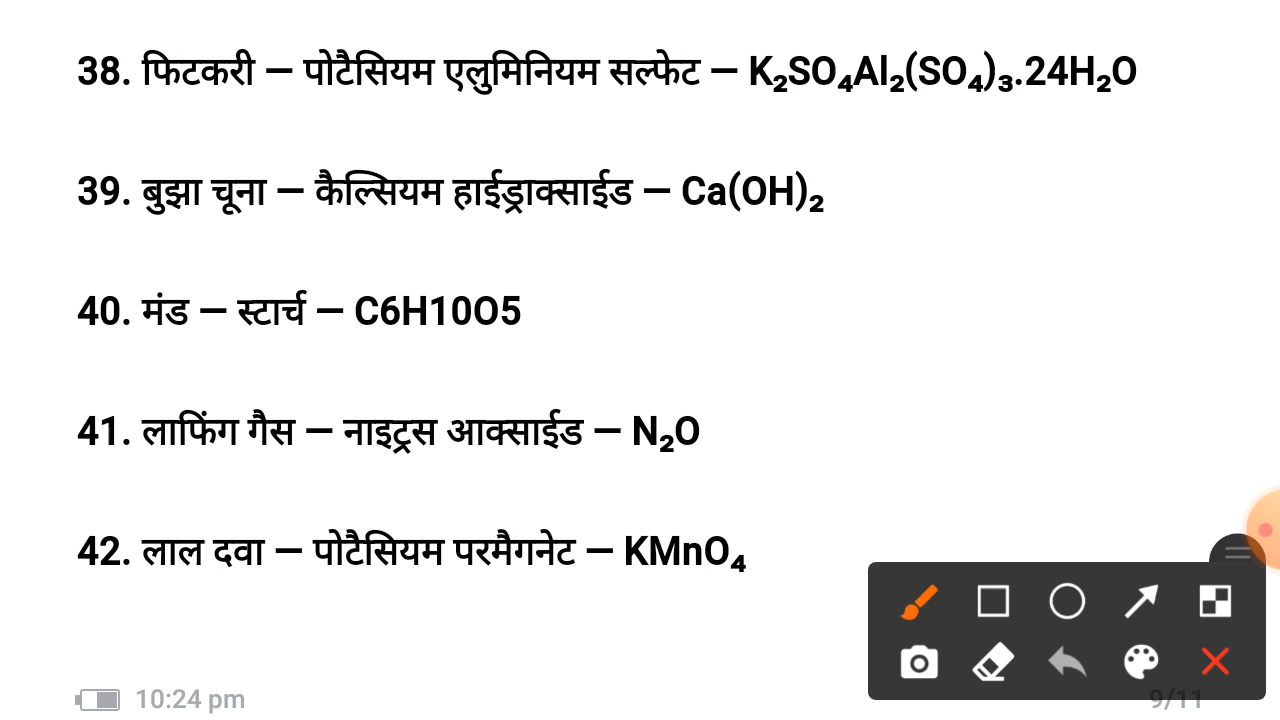 38. फिटकरी – पोटैसियम एलुमिनियम सल्फेट – K₂SO₄Al₂(SO₄)₃.24H₂O
39. बुझा चूना – कैल्सियम हाईड्राक्साईड – Ca(OH)₂
40. मंड – स्टार्च – C6H10O5
41. लाफिंग गैस – नाइट्रस आक्साईड – N₂O
42. लाल दवा – पोटैसियम परमैगनेट – KMnO₄
10:24 pm
9/11